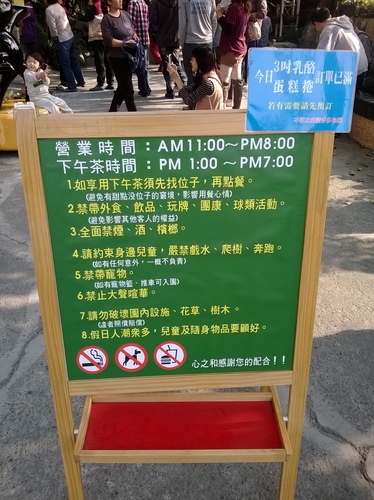 今日
3吋乳酪
蛋糕捲
訂單已滿
若有需要請先預訂
營業時間：AM11:00～PM8:00
下午茶時間：PM 1:00～PM7:00
1.如享用下午茶須先找位子，再點餐。
(避免有甜點沒位子的窘境，影響用餐心情)
2.禁帶外食、飲品、玩牌、團康、球類活動。
(避免影響其他客人的權益)
3.全面禁煙、酒、檳榔。
4.請約束身邊兒童，嚴禁戲水、爬樹、奔跑。
(如有任何意外，一概不負責)
5.禁帶寵物。
(如有寵物籃、推車可入園)
6.禁止大聲喧華。
7.請勿破壞園內設施、花草、樹木。
(違者照價賠償)
8.假日人潮眾多，兒童及隨身物品要顧好。
心之和感謝您的配合！！